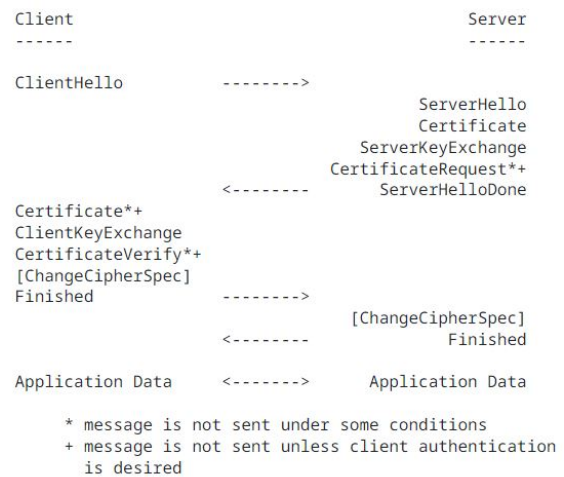 Client Server
------ ------
ClientHello -------->
ServerHello
Certificate
ServerKeyExchange
CertificateRequest*+
<-------- ServerHelloDone
Certificate*+
ClientKeyExchange
CertificateVerify*+
[ChangeCipherSpec]
Finished -------->
[ChangeCipherSpec]
<-------- Finished
Application Data <-------> Application Data
* message is not sent under some conditions
+ message is not sent unless client authentication
is desired